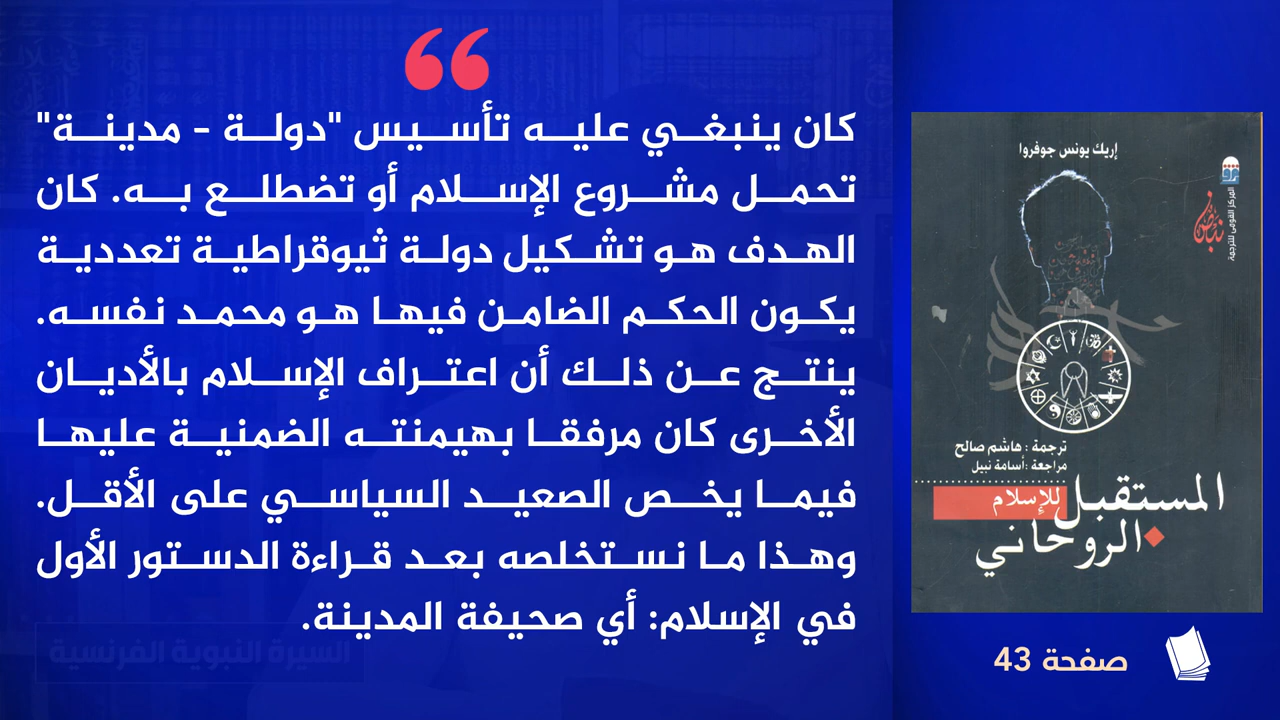 كان ينبغي عليه تأسيس "دولة - مدينة"
تحمل مشروع الإسلام أو تضطلع به. كان
الهدف هو تشكيل دولة ثيوقراطية تعددية
يكون الحكم الضامن فيها هو محمد نفسه.
ينتج عن ذلك أن اعتراف الإسلام بالأديان
الأخرى كان مرفقا بهيمنته الضمنية عليها
فيما يخص الصعيد السياسي على الأقل.
وهذا ما نستخلصه بعد قراءة الدستور الأول
في الإسلام: أي صحيفة المدينة.
السيرة النبوية الفرنسية
إريك يونس جوفروا
المركز القومى للترجمة
ترجمة : هاشم صالح
مراجعة :أسامة نبيل
المستقبل للإسلام
الروحاني
صفحة 43